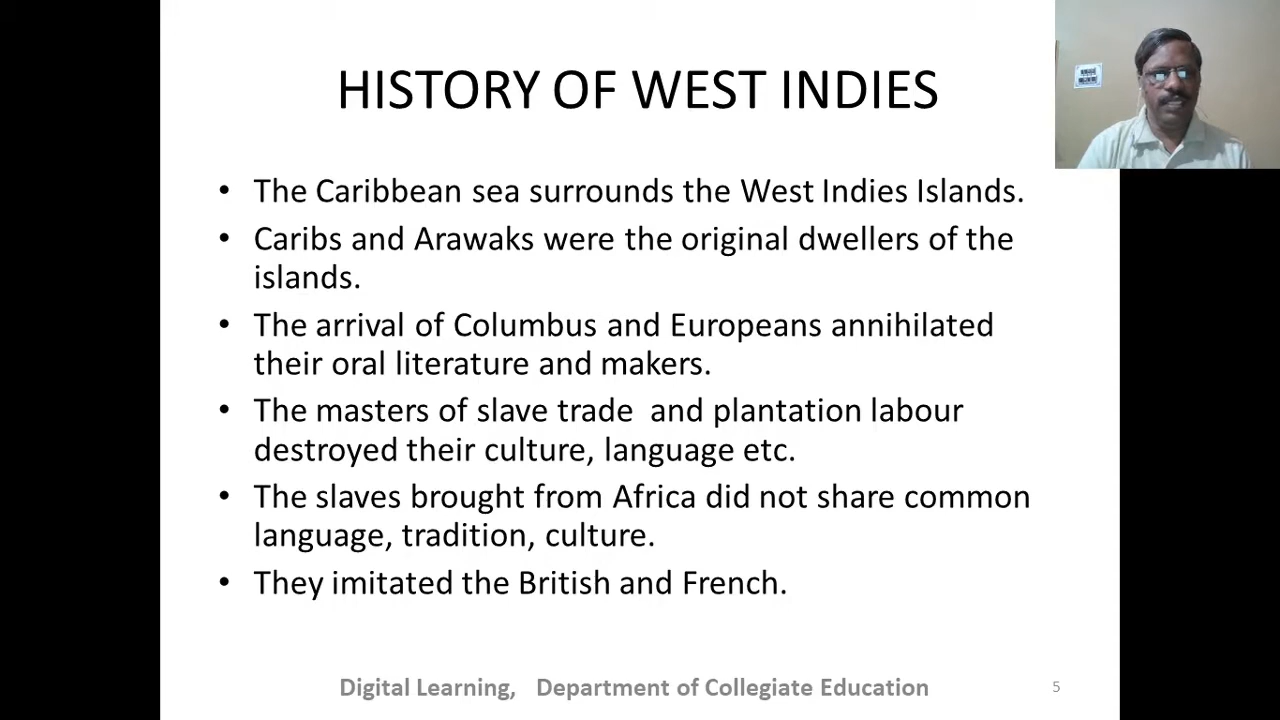 HISTORY OF WEST INDIES
• The Caribbean sea surrounds the West Indies Islands.
• Caribs and Arawaks were the original dwellers of the
islands.
• The arrival of Columbus and Europeans annihilated
their oral literature and makers.
• The masters of slave trade  and plantation labour
destroyed their culture, language etc.
• The slaves brought from Africa did not share common
language, tradition, culture.
• They imitated the British and French.
Digital Learning,   Department of Collegiate Education
5